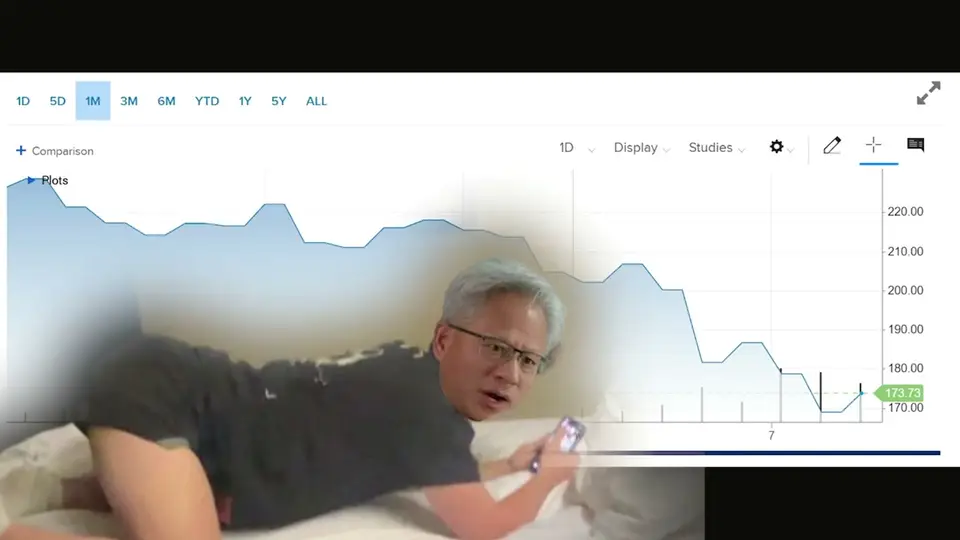 1D 5D 1M 3M 6M YTD 1Y 5Y ALL
+ Comparison
1D Display Studies
Plots
220.00
210.00
200.00
190.00
180.00
173.73
170.00
7